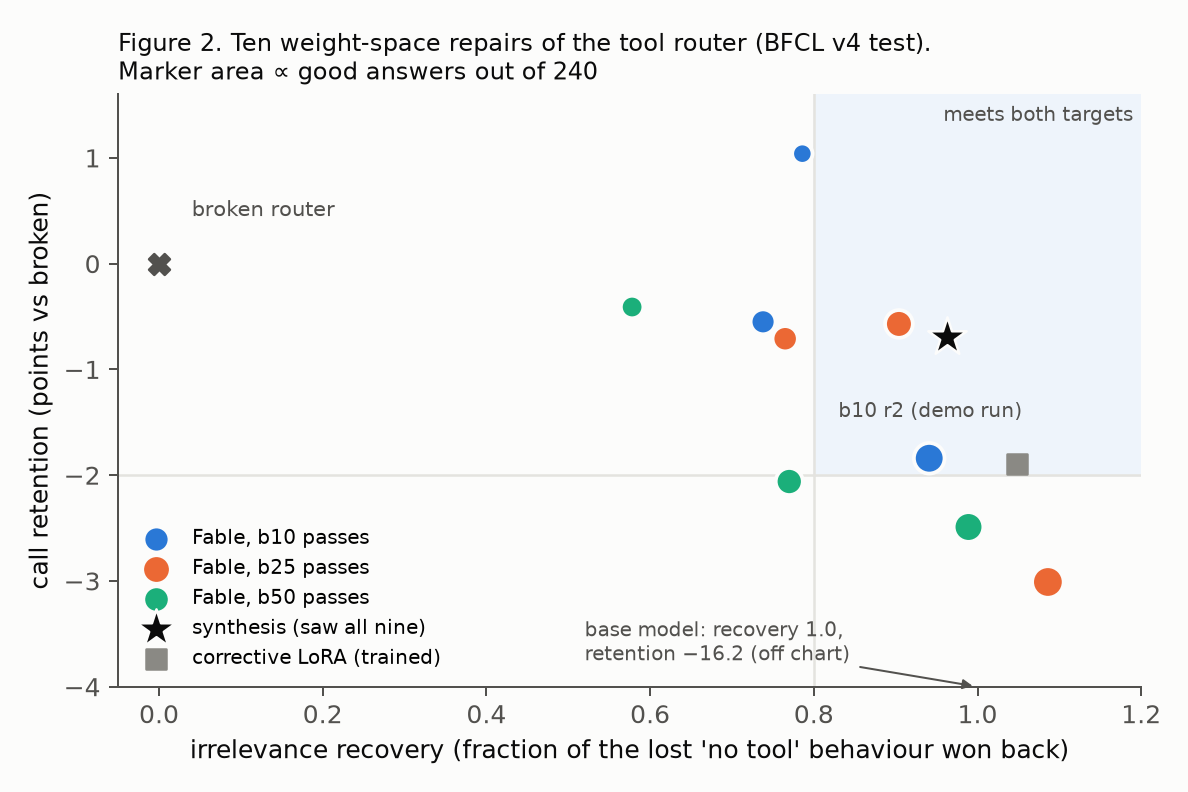 Figure 2. Ten weight-space repairs of the tool router (BFCL v4 test).
Marker area ∝ good answers out of 240
meets both targets
1
broken router
0
−1
b10 r2 (demo run)
−2
−3
−4
call retention (points vs broken)
Fable, b10 passes
Fable, b25 passes
Fable, b50 passes
synthesis (saw all nine)
corrective LoRA (trained)
base model: recovery 1.0,
retention −16.2 (off chart)
0.0 0.2 0.4 0.6 0.8 1.0 1.2
irrelevance recovery (fraction of the lost 'no tool' behaviour won back)